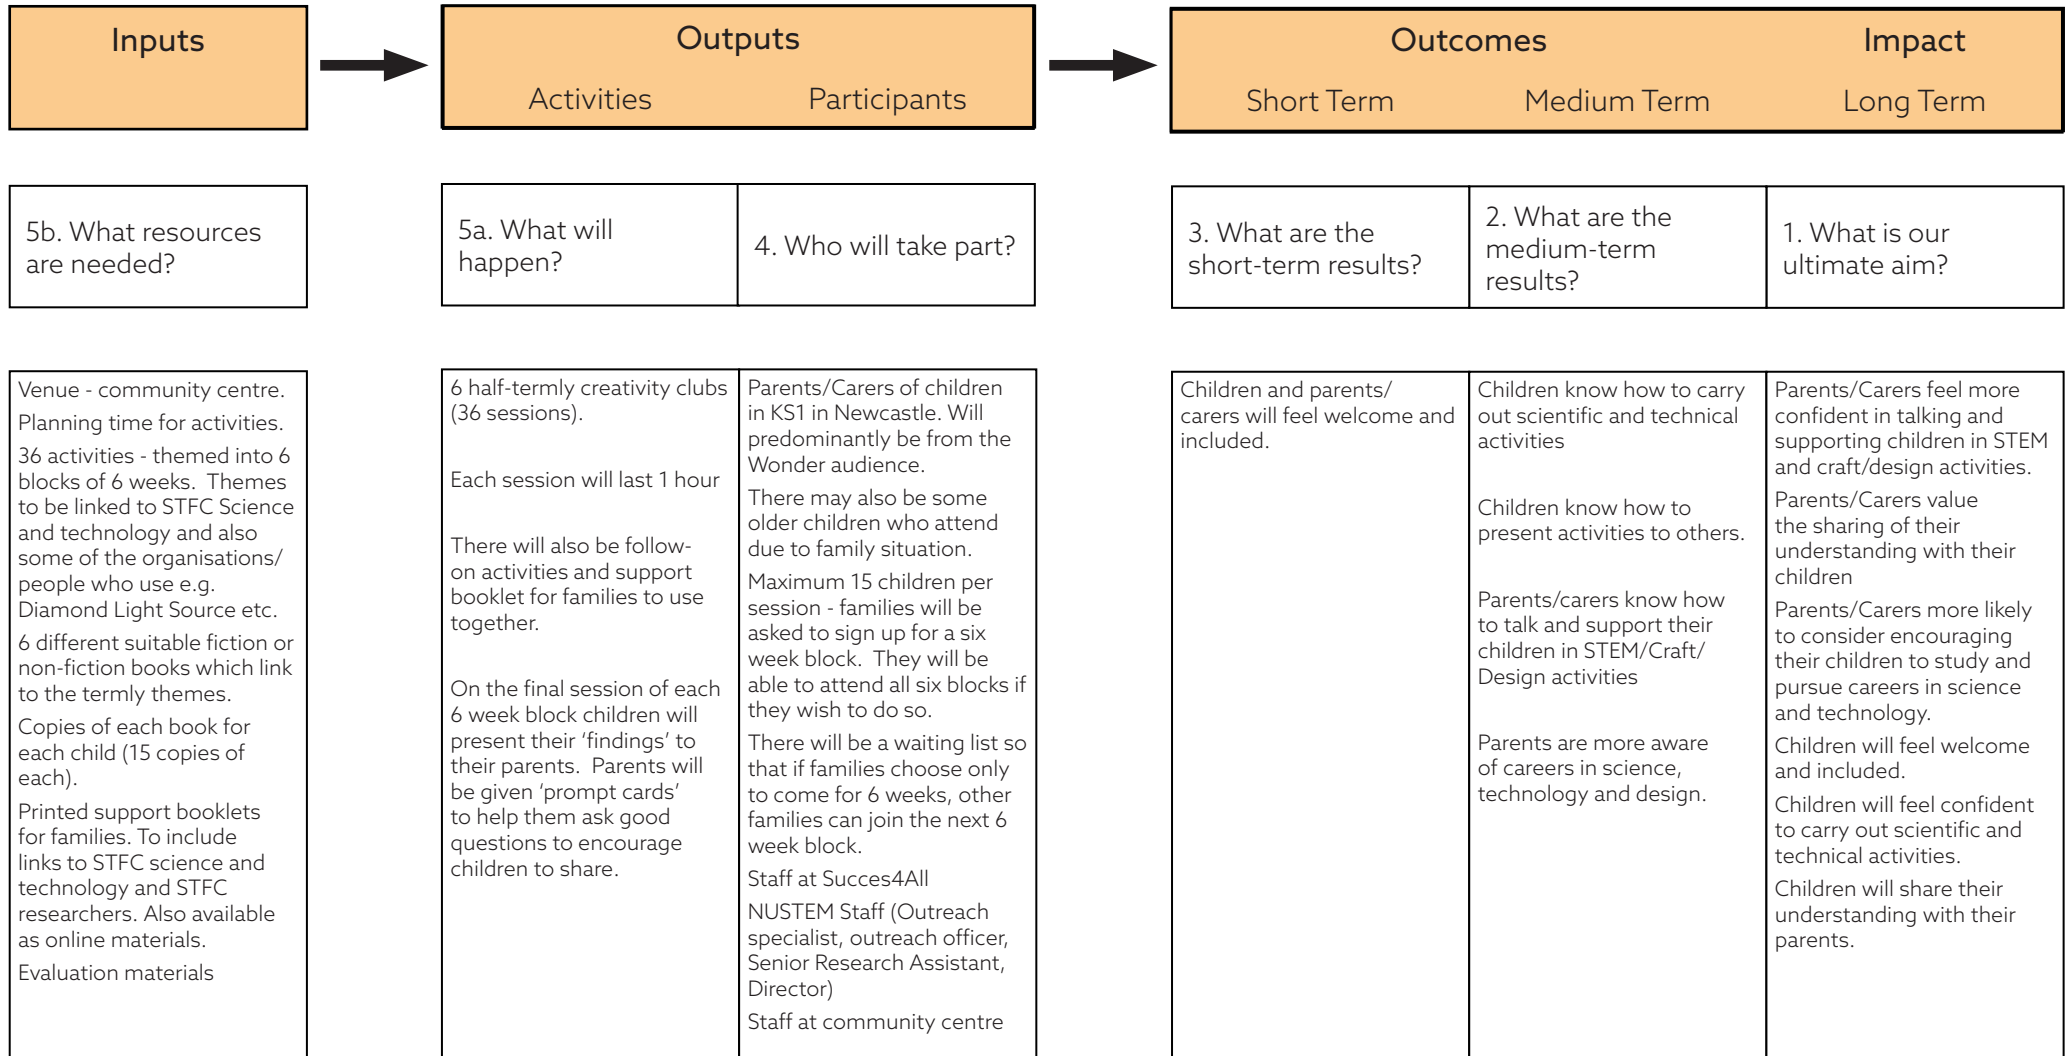 Inputs
Outputs
Activities
Participants
Outcomes
Impact
Short Term
Medium Term
Long Term
5b. What resources
are needed?
5a. What will
happen?
4. Who will take part?
3. What are the
short-term results?
2. What are the
medium-term
results?
1. What is our
ultimate aim?
Venue - community centre.
Planning time for activities.
36 activities - themed into 6
blocks of 6 weeks.  Themes
to be linked to STFC Science
and technology and also
some of the organisations/
people who use e.g.
Diamond Light Source etc.
6 different suitable fiction or
non-fiction books which link
to the termly themes.
Copies of each book for
each child (15 copies of
each).
Printed support booklets
for families. To include
links to STFC science and
technology and STFC
researchers. Also available
as online materials.
Evaluation materials
6 half-termly creativity clubs
(36 sessions).
Each session will last 1 hour
There will also be follow-
on activities and support
booklet for families to use
together.
On the final session of each
6 week block children will
present their ‘findings’ to
their parents.  Parents will
be given ‘prompt cards’
to help them ask good
questions to encourage
children to share.
Parents/Carers of children
in KS1 in Newcastle. Will
predominantly be from the
Wonder audience.
There may also be some
older children who attend
due to family situation.
Maximum 15 children per
session - families will be
asked to sign up for a six
week block.  They will be
able to attend all six blocks if
they wish to do so.
There will be a waiting list so
that if families choose only
to come for 6 weeks, other
families can join the next 6
week block.
Staff at Succes4All
NUSTEM Staff (Outreach
specialist, outreach officer,
Senior Research Assistant,
Director)
Staff at community centre
Children and parents/
carers will feel welcome and
included.
Children know how to carry
out scientific and technical
activities
Children know how to
present activities to others.
Parents/carers know how
to talk and support their
children in STEM/Craft/
Design activities
Parents are more aware
of careers in science,
technology and design.
Parents/Carers feel more
confident in talking and
supporting children in STEM
and craft/design activities.
Parents/Carers value
the sharing of their
understanding with their
children
Parents/Carers more likely
to consider encouraging
their children to study and
pursue careers in science
and technology.
Children will feel welcome
and included.
Children will feel confident
to carry out scientific and
technical activities.
Children will share their
understanding with their
parents.